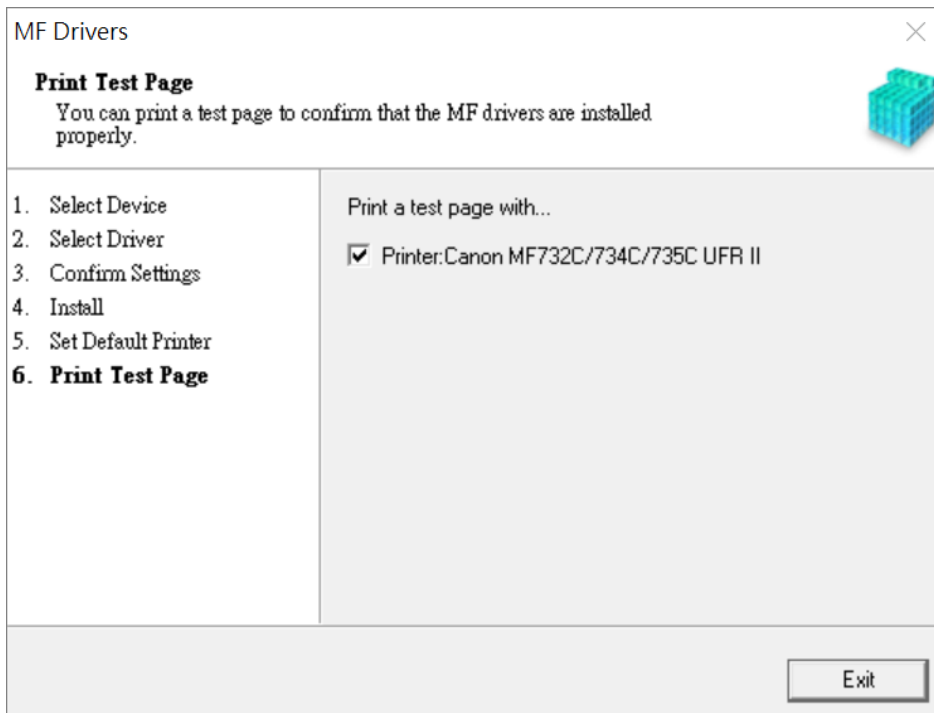 MF Drivers
Print Test Page
You can print a test page to confirm that the MF drivers are installed
properly.
1. Select Device
2. Select Driver
3. Confirm Settings
4. Install
5. Set Default Printer
6. Print Test Page
Print a test page with...
Printer:Canon MF732C/734C/735C UFR II
Exit